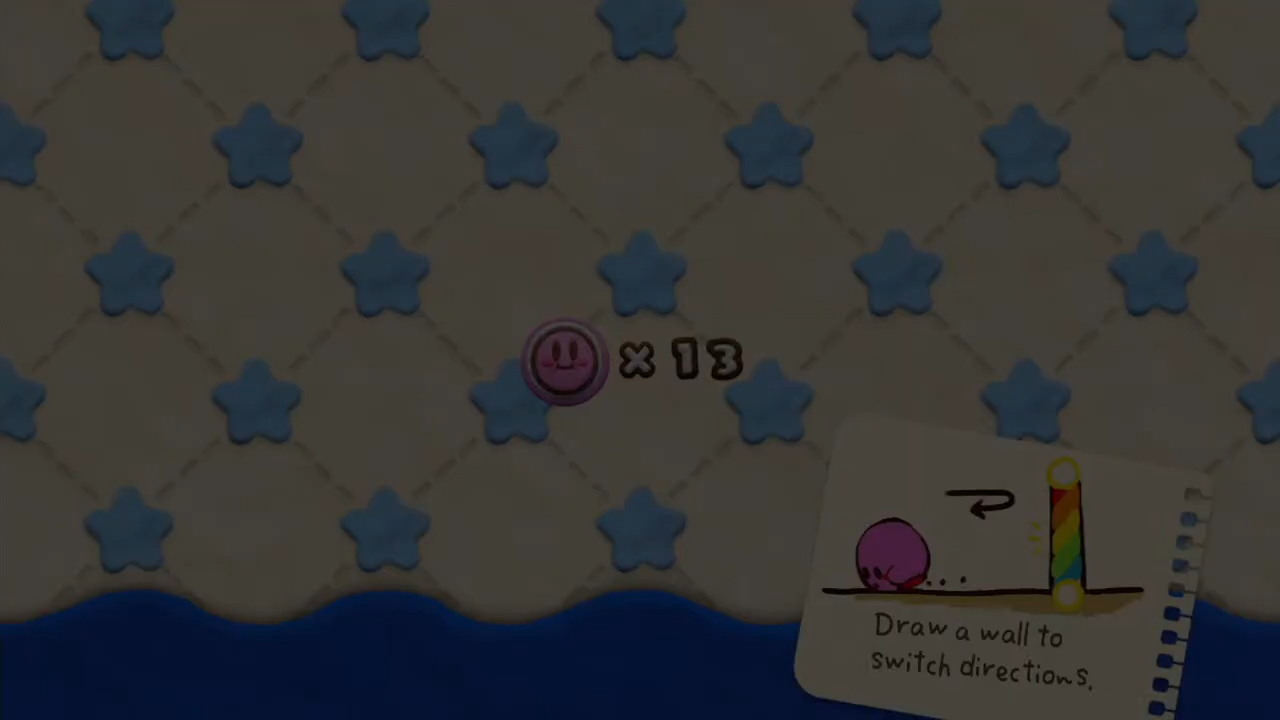 ×13
Draw a wall to
switch directions.